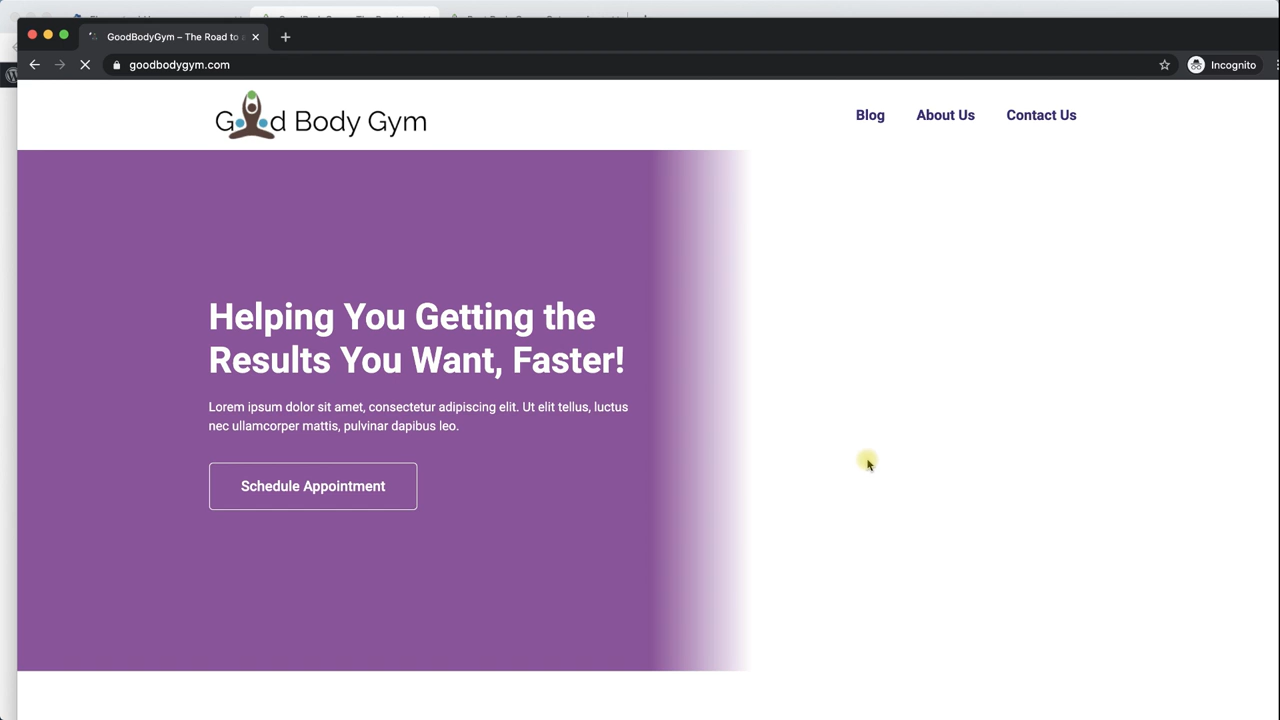 GoodBodyGym – The Road to
goodbodygym.com
Incognito
Good Body Gym
Blog
About Us
Contact Us
Helping You Getting the
Results You Want, Faster!
Lorem ipsum dolor sit amet, consectetur adipiscing elit. Ut elit tellus, luctus
nec ullamcorper mattis, pulvinar dapibus leo.
Schedule Appointment